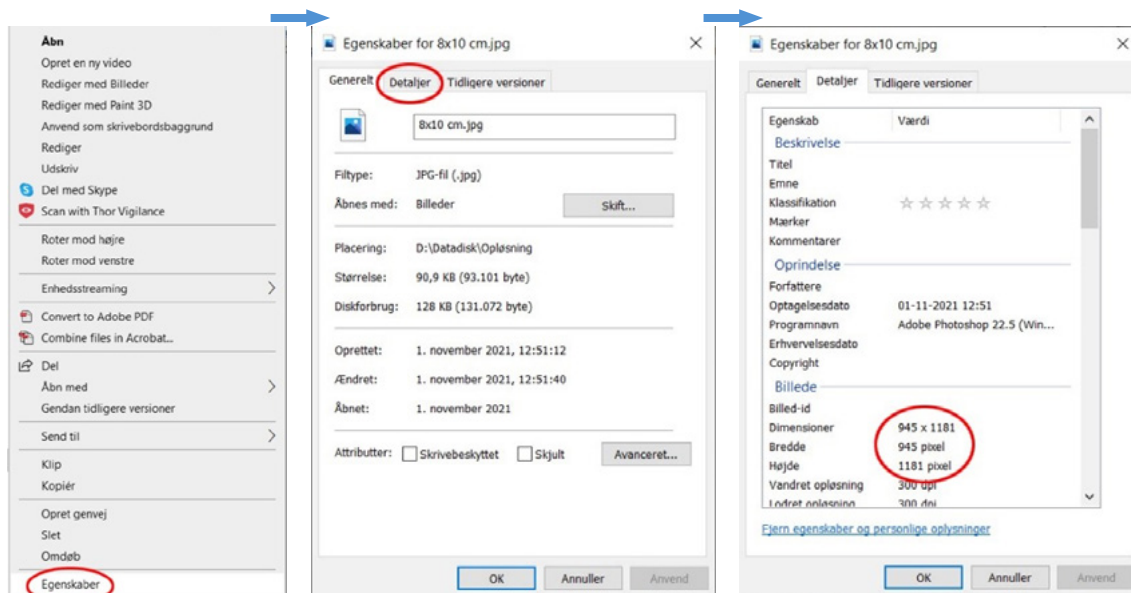 Åbn
Opret en ny video
Rediger med Billeder
Rediger med Paint 3D
Anvend som skrivebordsbaggrund
Rediger
Udskriv
Del med Skype
Scan with Thor Vigilance
Roter mod højre
Roter mod venstre
Enhedsstreaming
Convert to Adobe PDF
Combine files in Acrobat...
Del
Åbn med
Gendan tidligere versioner
Send til
Klip
Kopiér
Opret genvej
Slet
Omdøb
Egenskaber
Egenskaber for 8x10 cm.jpg
Generelt Detaljer Tidligere versioner
8x10 cm.jpg
Filtype: JPG-fil (.jpg)
Åbnes med: Billeder Skift...
Placering: D:\Datadisk\Opløsning
Størrelse: 90,9 KB (93.101 byte)
Diskforbrug: 128 KB (131.072 byte)
Oprettet: 1. november 2021, 12:51:12
Ændret: 1. november 2021, 12:51:40
Åbnet: 1. november 2021
Attributter: Skrivebeskyttet Skjult Avanceret...
OK Annuller Anvend
Egenskaber for 8x10 cm.jpg
Generelt Detaljer Tidligere versioner
Egenskab Værdi
Beskrivelse
Titel
Emne
Klassifikation
Mærker
Kommentarer
Oprindelse
Forfattere
Optagelsesdato 01-11-2021 12:51
Programnavn Adobe Photoshop 22.5 (Win...
Erhvervelsesdato
Copyright
Billede
Billed-id
Dimensioner 945 x 1181
Bredde 945 pixel
Højde 1181 pixel
Vandret opløsning 300 dpi
Lodret opløsning 300 dpi
Fjern egenskaber og personlige oplysninger
OK Annuller Anvend